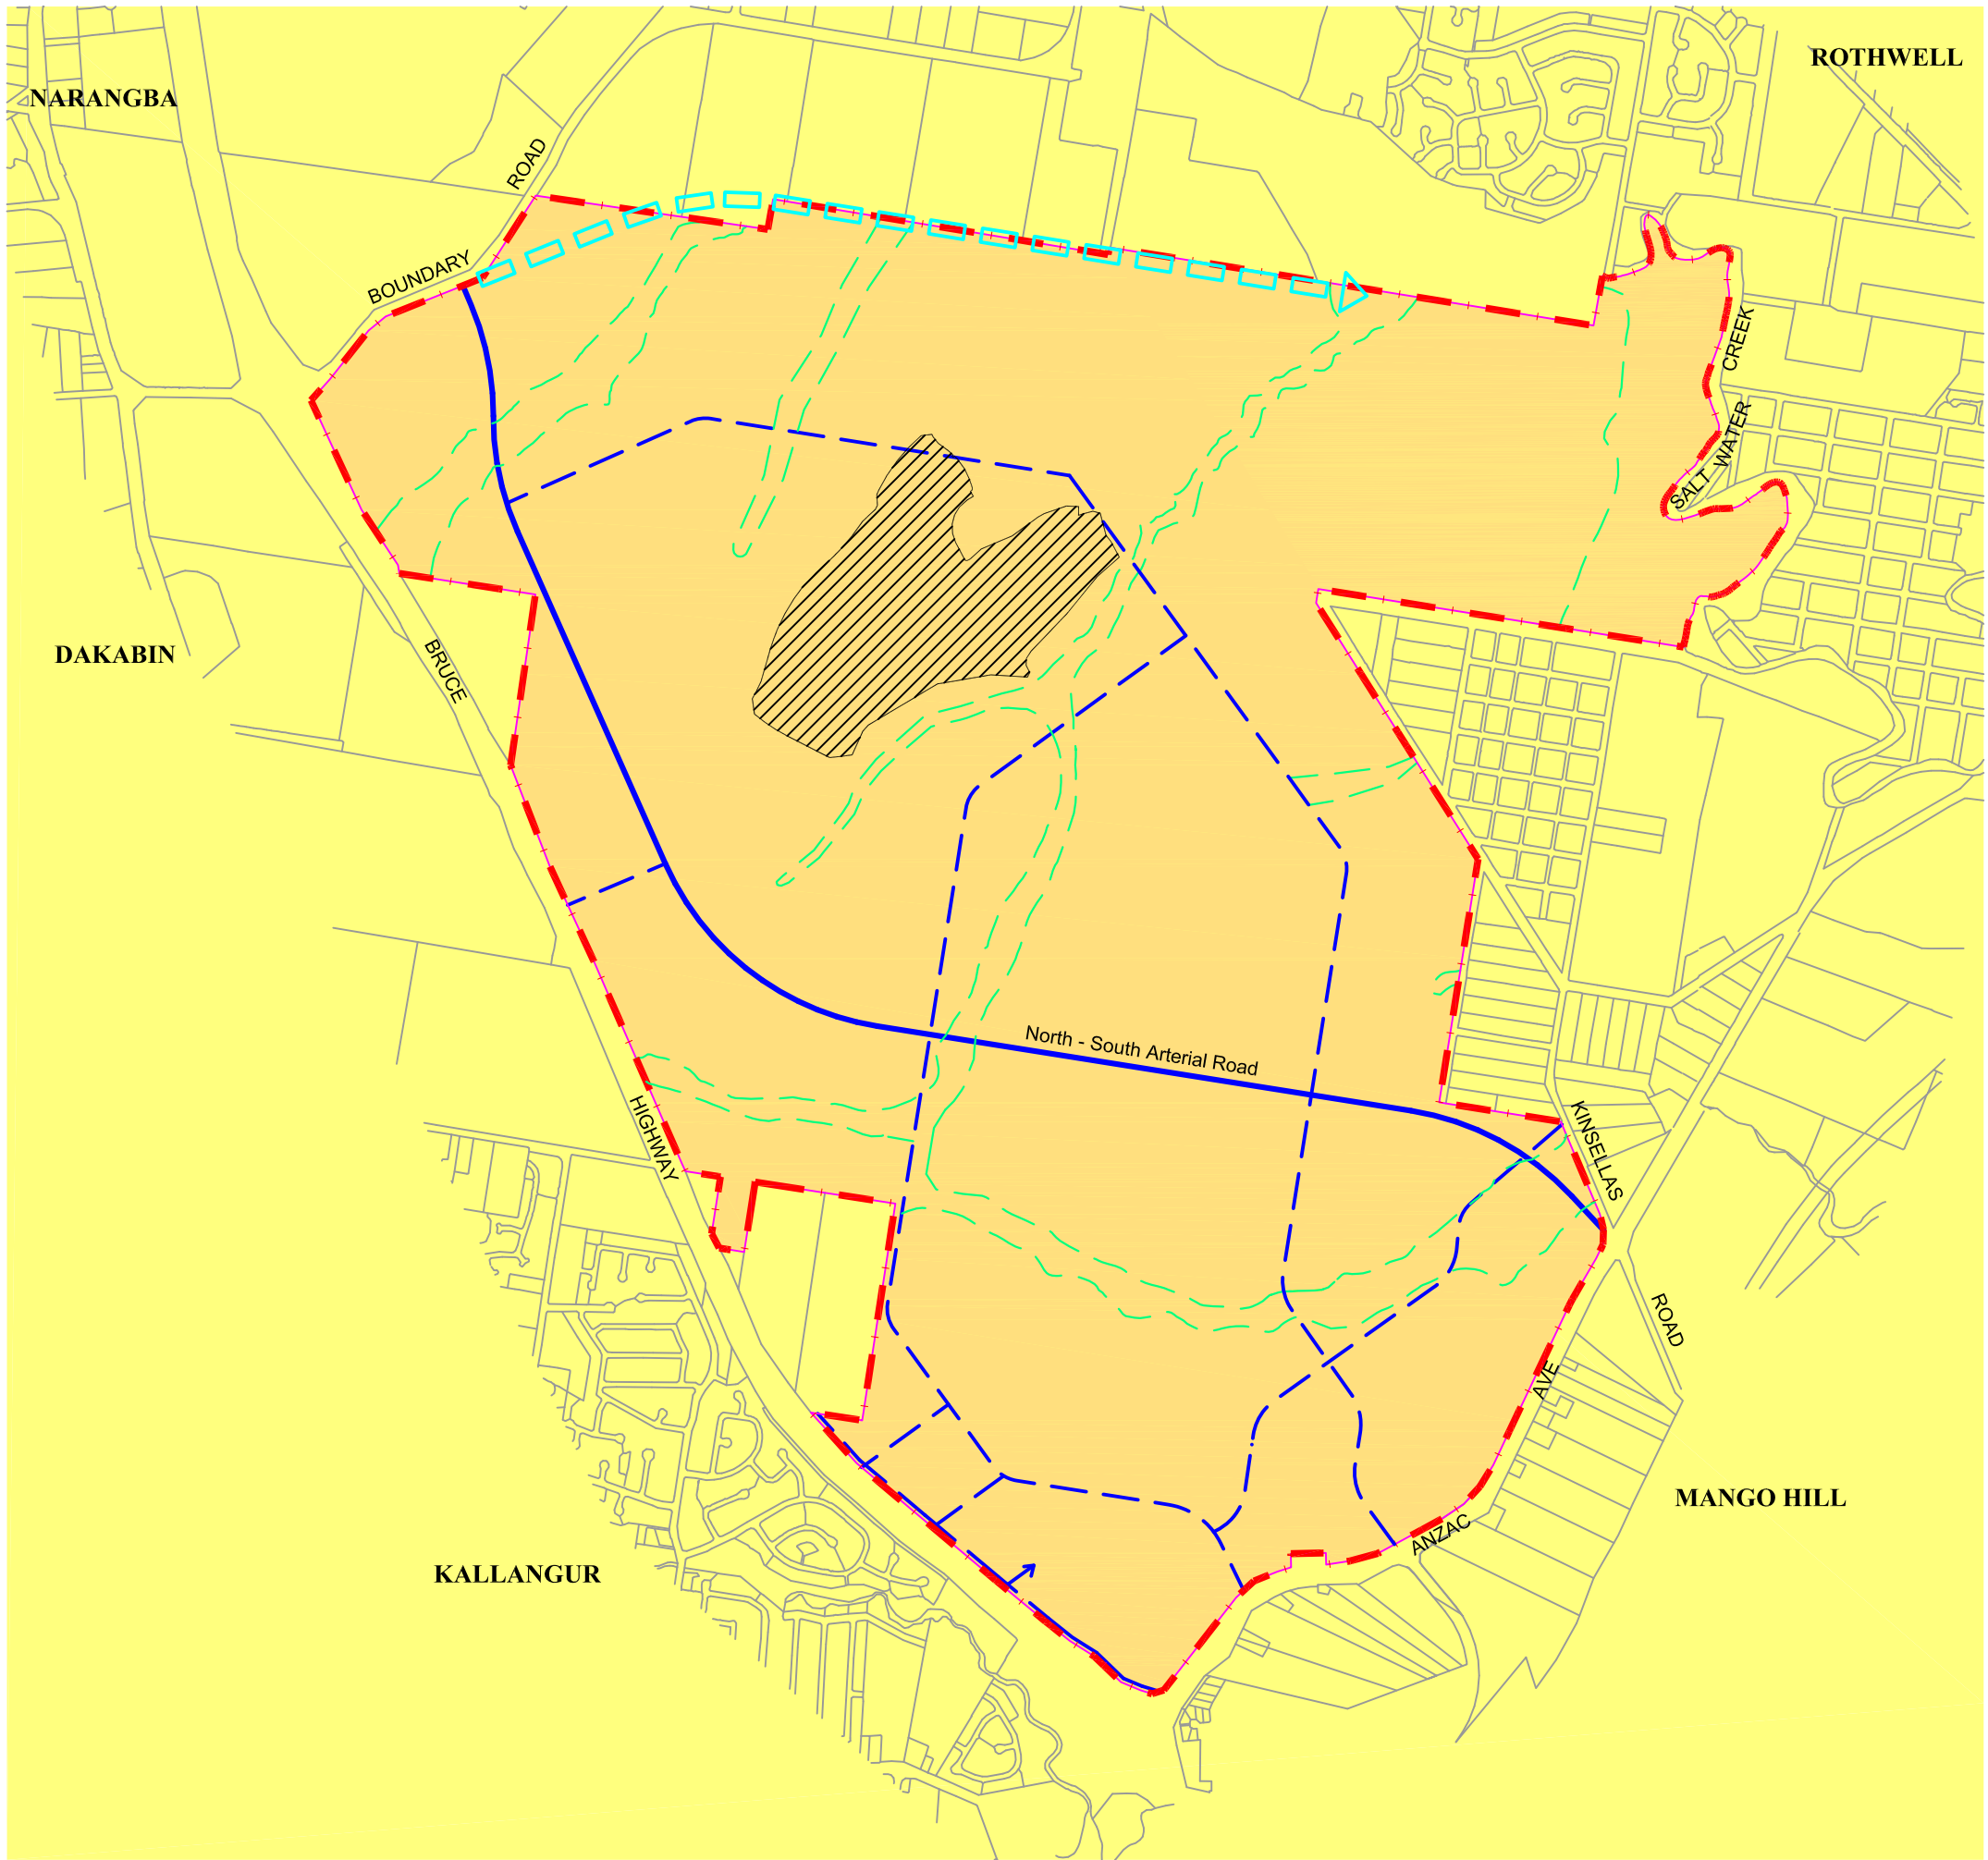 ROTHWELL
NARANGBA
ROAD
BOUNDARY
CREEK
WATER
SALT
DAKABIN
BRUCE
North - South Arterial Road
HIGHWAY
KINSELLAS
ROAD
AVE
MANGO HILL
ANZAC
KALLANGUR